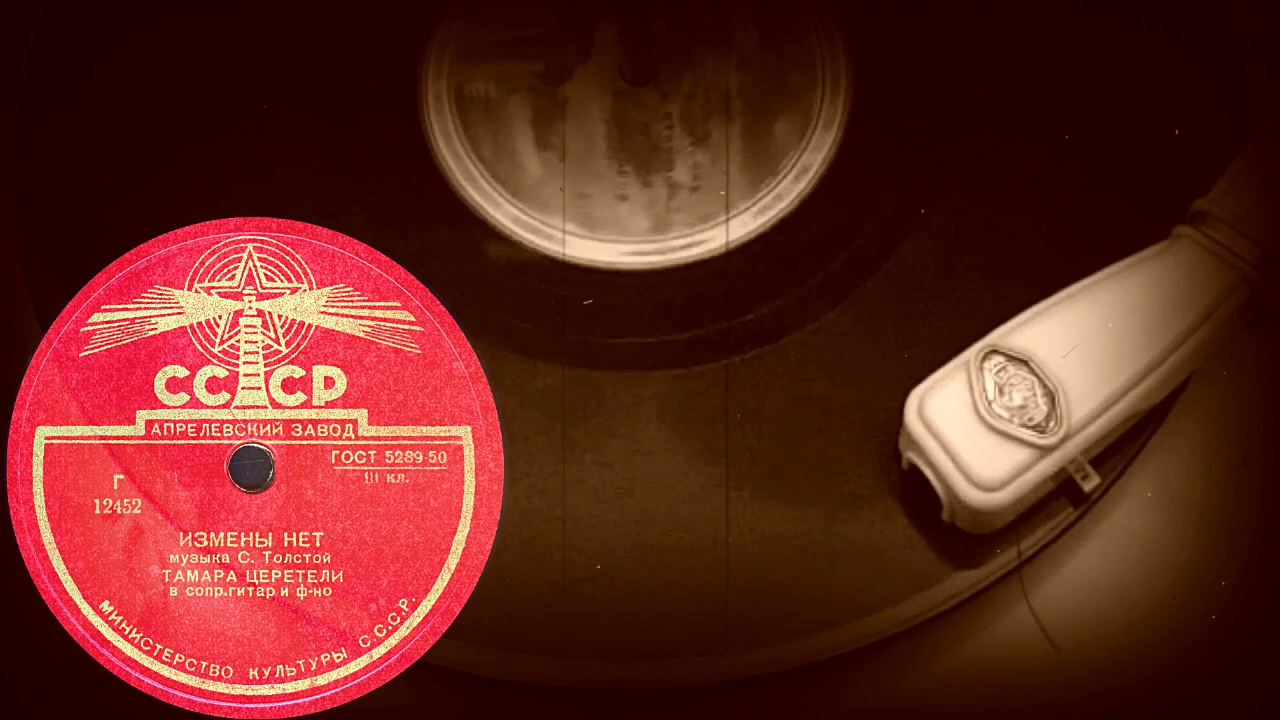 СССР
АПРЕЛЕВСКИЙ ЗАВОД
ГОСТ 5289-50
III кл.
Г
12452
ИЗМЕНЫ НЕТ
музыка С. Толстой
ТАМАРА ЦЕРЕТЕЛИ
в сопр.гитар и ф-но
МИНИСТЕРСТВО КУЛЬТУРЫ С.С.С.Р.